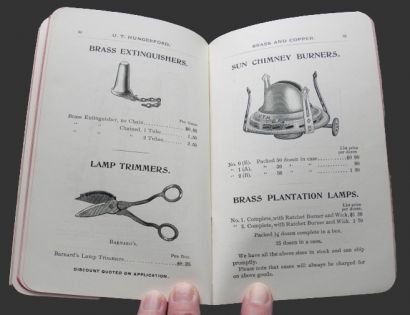 U. T. HUNGERFORD.
BRASS EXTINGUISHERS.
Per Gross
Brass Extinguisher, no Chain
" " Chained, 1 Tube
" " " 2 Tubes
LAMP TRIMMERS.
BARNARD'S.
Per Doz.
Barnard's Lamp Trimmers
DISCOUNT QUOTED ON APPLICATION.
BRASS AND COPPER.
SUN CHIMNEY BURNERS.
List price
per dozen
No. 0 (E). Packed 50 dozen in case
" 1 (A). " 50 "
" 2 (B). " 50 "
BRASS PLANTATION LAMPS.
List price
per dozen
No. 1. Complete, with Ratchet Burner and Wick,
" 2. Complete, with Ratchet Burner and Wick.
Packed ¼ dozen complete in a box.
25 dozen in a case.
We have all the above sizes in stock and can ship
promptly.
Please note that cases will always be charged for
on above goods.